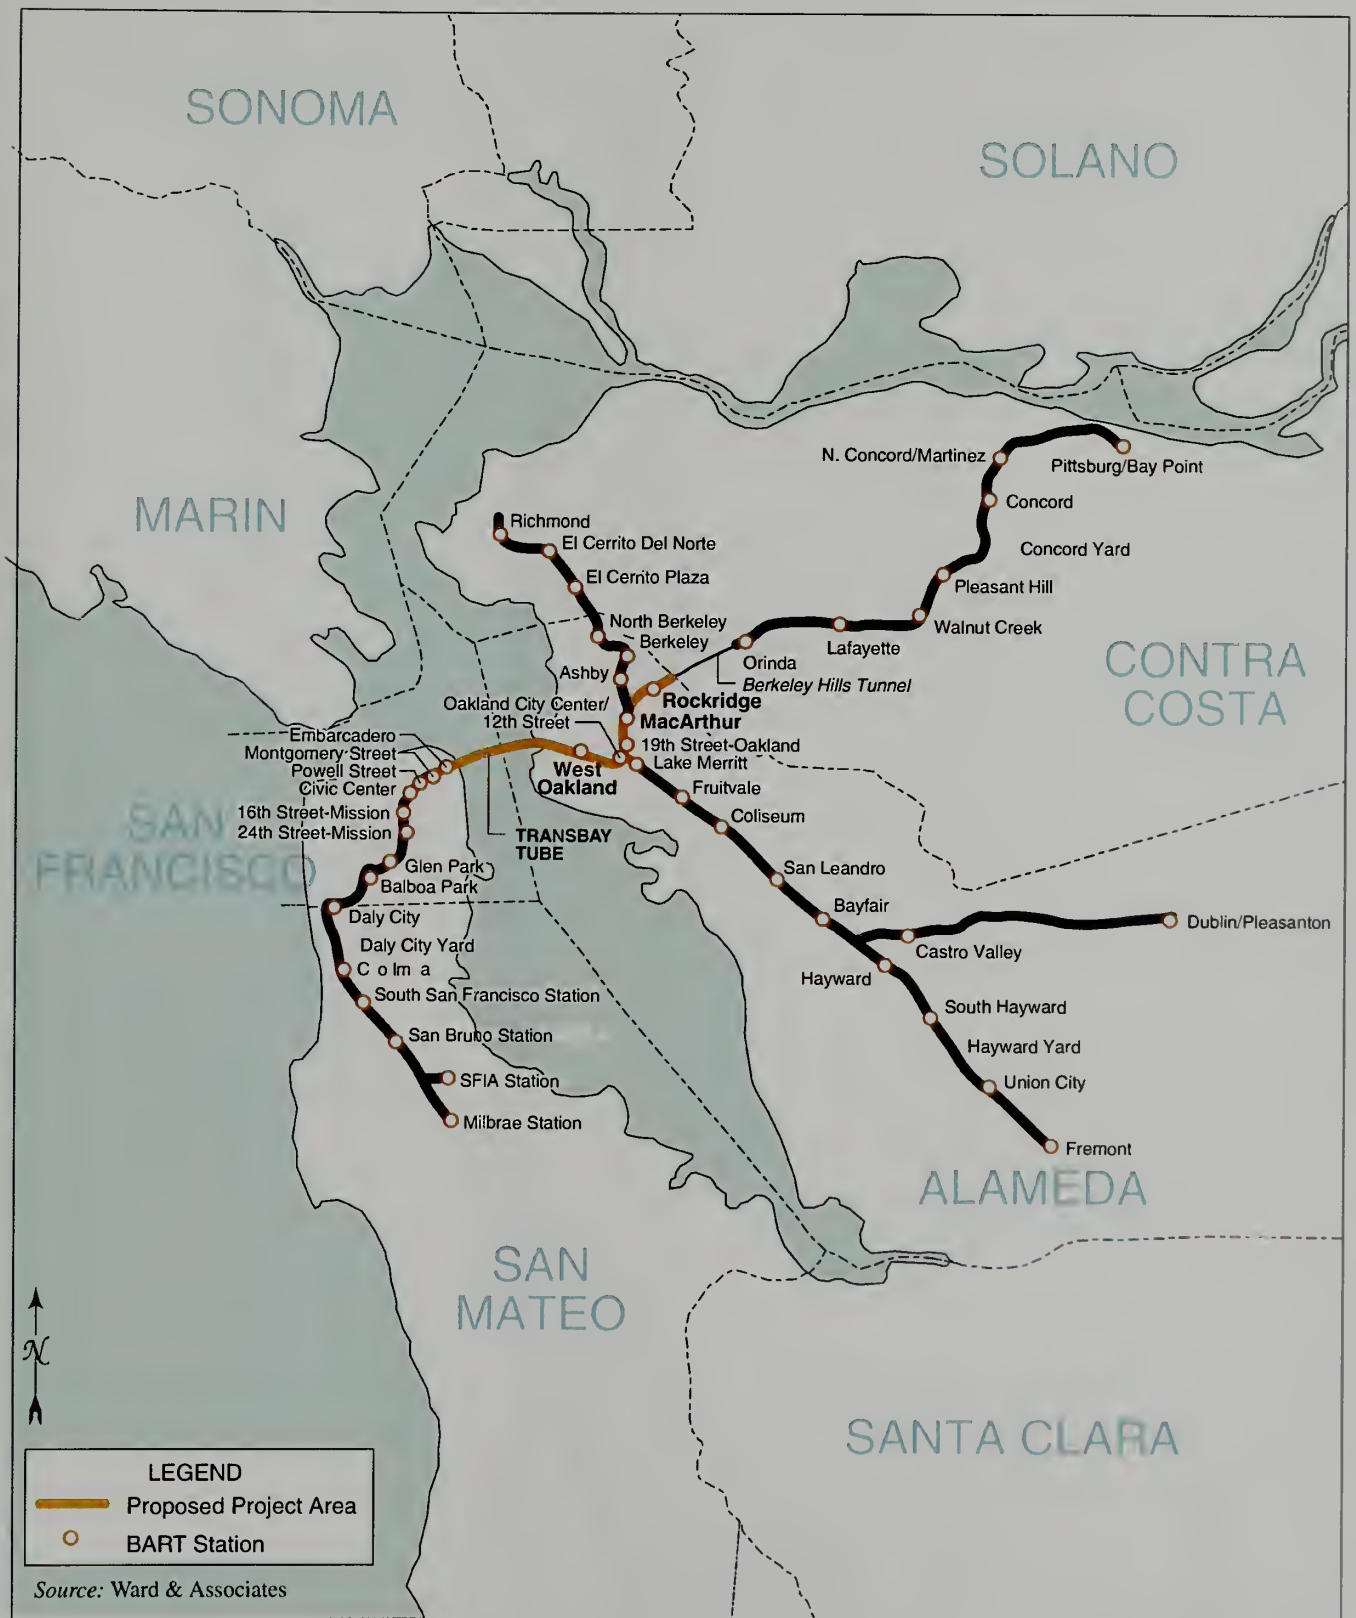 SONOMA
SOLANO
MARIN
N. Concord/Martinez
Pittsburg/Bay Point
Concord
Concord Yard
Pleasant Hill
Walnut Creek
Lafayette
Orinda
Berkeley Hills Tunnel
CONTRA
COSTA
Richmond
El Cerrito Del Norte
El Cerrito Plaza
North Berkeley
Berkeley
Ashby
Rockridge
MacArthur
Oakland City Center/
12th Street
19th Street-Oakland
Lake Merritt
West
Oakland
Fruitvale
Coliseum
San Leandro
Bayfair
Dublin/Pleasanton
Castro Valley
Hayward
South Hayward
Hayward Yard
Union City
Fremont
ALAMEDA
Embarcadero
Montgomery Street
Powell Street
Civic Center
16th Street-Mission
24th Street-Mission
SAN
FRANCISCO
TRANSBAY
TUBE
Glen Park
Balboa Park
Daly City
Daly City Yard
Colma
South San Francisco Station
San Bruno Station
SFIA Station
Milbrae Station
SAN
MATEO
SANTA CLARA
N
LEGEND
Proposed Project Area
BART Station
Source: Ward & Associates